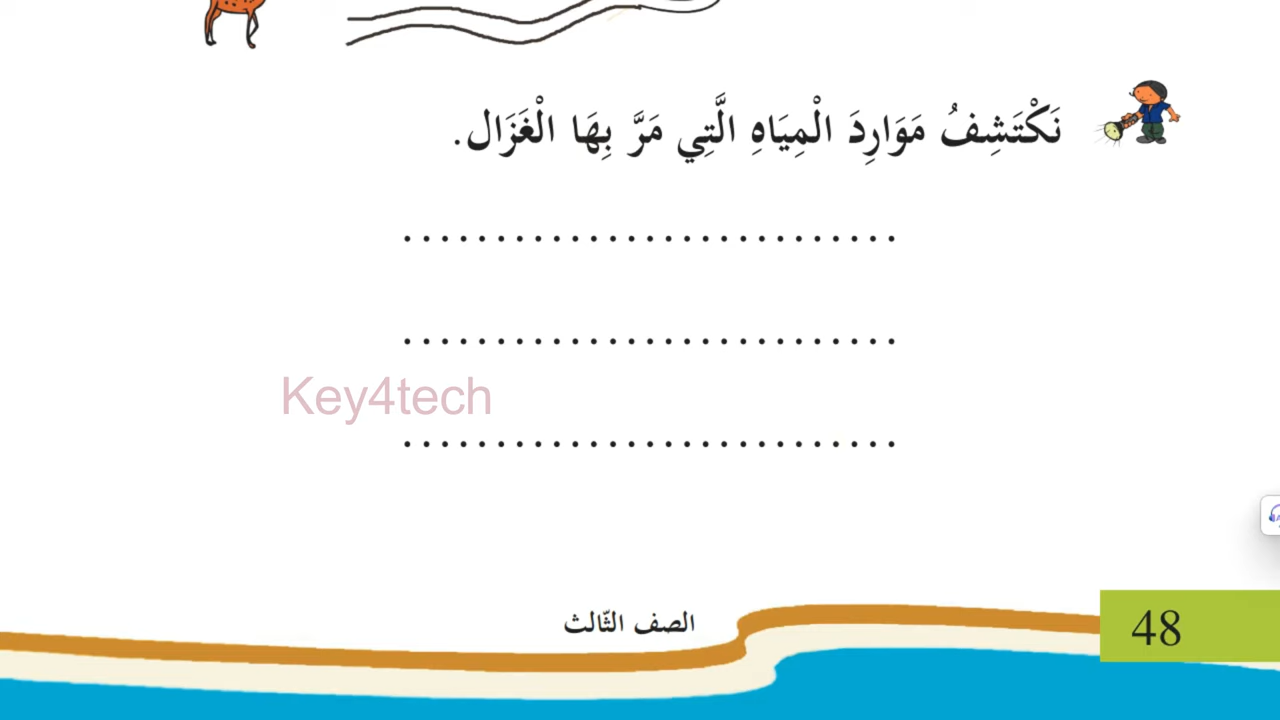 نَكْتَشِفُ مَوَارِدَ الْمِيَاهِ الَّتِي مَرَّ بِهَا الْغَزَال.
...........................
...........................
Key4tech
...........................
الصف الثّالث
48